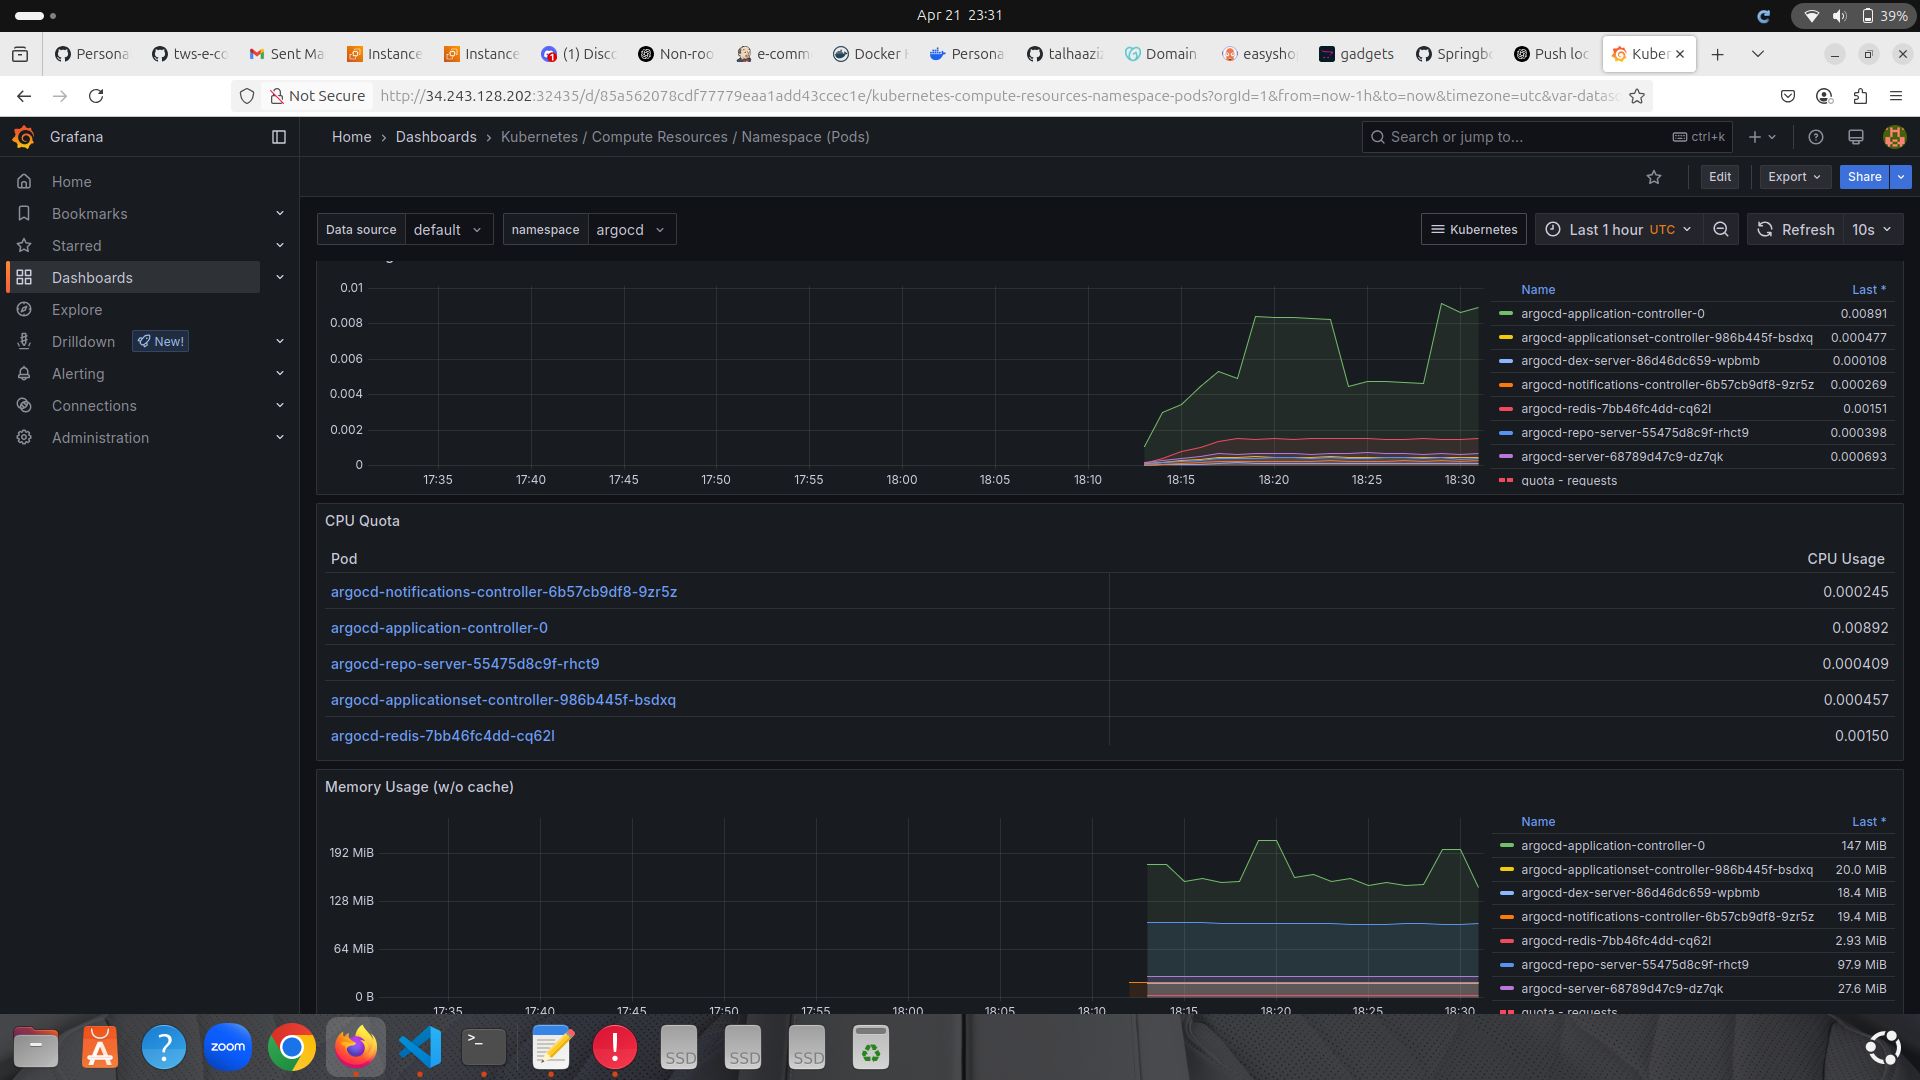 Apr 21 23:31
39%
Persona
tws-e-co
Sent Ma
Instance
Instance
(1) Disco
Non-roo
e-comm
Docker
Persona
talhaaziz
Domain
easysho
gadgets
Springbo
Push loc
Kuber
Not Secure
http://34.243.128.202:32435/d/85a562078cdf77779eaa1add43ccec1e/kubernetes-compute-resources-namespace-pods?orgId=1&from=now-1h&to=now&timezone=utc&var-datasc
Grafana
Home › Dashboards › Kubernetes / Compute Resources / Namespace (Pods)
Search or jump to...
ctrl+k
Home
Bookmarks
Starred
Dashboards
Explore
Drilldown
New!
Alerting
Connections
Administration
Edit
Export
Share
Data source
default
namespace
argocd
Kubernetes
Last 1 hour UTC
Refresh
10s
0.01
0.008
0.006
0.004
0.002
0
17:35 17:40 17:45 17:50 17:55 18:00 18:05 18:10 18:15 18:20 18:25 18:30
Name Last *
argocd-application-controller-0 0.00891
argocd-applicationset-controller-986b445f-bsdxq 0.000477
argocd-dex-server-86d46dc659-wpbmb 0.000108
argocd-notifications-controller-6b57cb9df8-9zr5z 0.000269
argocd-redis-7bb46fc4dd-cq62l 0.00151
argocd-repo-server-55475d8c9f-rhct9 0.000398
argocd-server-68789d47c9-dz7qk 0.000693
quota - requests
CPU Quota
Pod CPU Usage
argocd-notifications-controller-6b57cb9df8-9zr5z 0.000245
argocd-application-controller-0 0.00892
argocd-repo-server-55475d8c9f-rhct9 0.000409
argocd-applicationset-controller-986b445f-bsdxq 0.000457
argocd-redis-7bb46fc4dd-cq62l 0.00150
Memory Usage (w/o cache)
192 MiB
128 MiB
64 MiB
0 B
17:35 17:40 17:45 17:50 17:55 18:00 18:05 18:10 18:15 18:20 18:25 18:30
Name Last *
argocd-application-controller-0 147 MiB
argocd-applicationset-controller-986b445f-bsdxq 20.0 MiB
argocd-dex-server-86d46dc659-wpbmb 18.4 MiB
argocd-notifications-controller-6b57cb9df8-9zr5z 19.4 MiB
argocd-redis-7bb46fc4dd-cq62l 2.93 MiB
argocd-repo-server-55475d8c9f-rhct9 97.9 MiB
argocd-server-68789d47c9-dz7qk 27.6 MiB
quota - requests
zoom
SSD
SSD
SSD